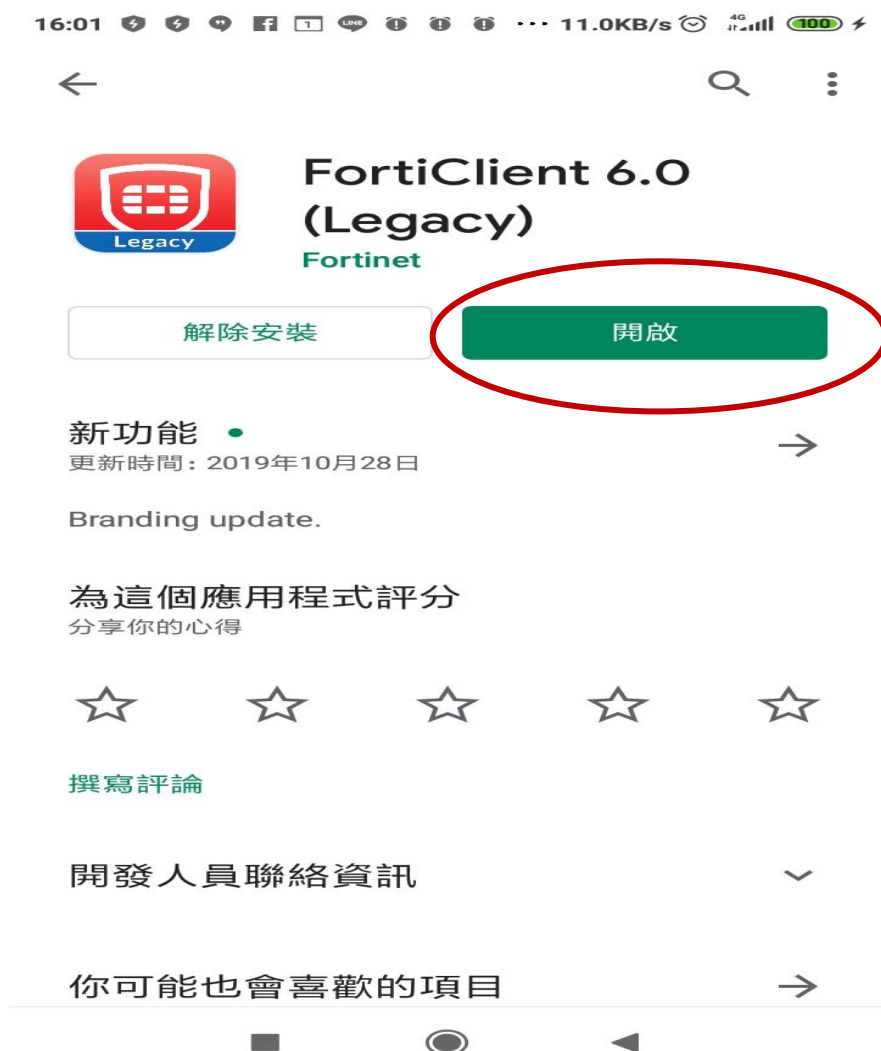 16:01 ... 11.0KB/s 4G 100
1
LINE
FortiClient 6.0
(Legacy)
Legacy
Fortinet
解除安裝
開啟
新功能 •
更新時間: 2019年10月28日
Branding update.
為這個應用程式評分
分享你的心得
撰寫評論
開發人員聯絡資訊
你可能也會喜歡的項目